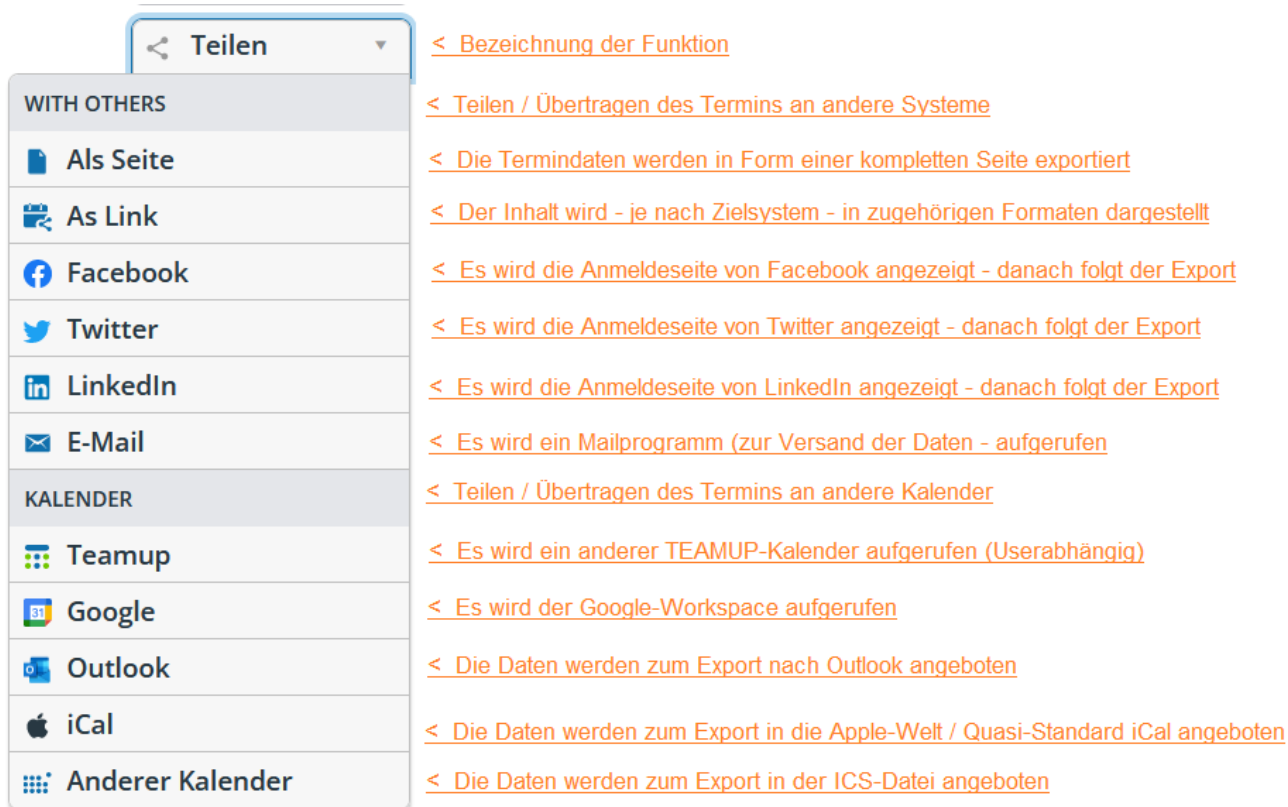 Teilen < Bezeichnung der Funktion
WITH OTHERS < Teilen / Übertragen des Termins an andere Systeme
Als Seite < Die Termindaten werden in Form einer kompletten Seite exportiert
As Link < Der Inhalt wird - je nach Zielsystem - in zugehörigen Formaten dargestellt
Facebook < Es wird die Anmeldeseite von Facebook angezeigt - danach folgt der Export
Twitter < Es wird die Anmeldeseite von Twitter angezeigt - danach folgt der Export
LinkedIn < Es wird die Anmeldeseite von LinkedIn angezeigt - danach folgt der Export
E-Mail < Es wird ein Mailprogramm (zur Versand der Daten - aufgerufen
KALENDER < Teilen / Übertragen des Termins an andere Kalender
Teamup < Es wird ein anderer TEAMUP-Kalender aufgerufen (Userabhängig)
31 Google < Es wird der Google-Workspace aufgerufen
Outlook < Die Daten werden zum Export nach Outlook angeboten
iCal < Die Daten werden zum Export in die Apple-Welt / Quasi-Standard iCal angeboten
Anderer Kalender < Die Daten werden zum Export in der ICS-Datei angeboten